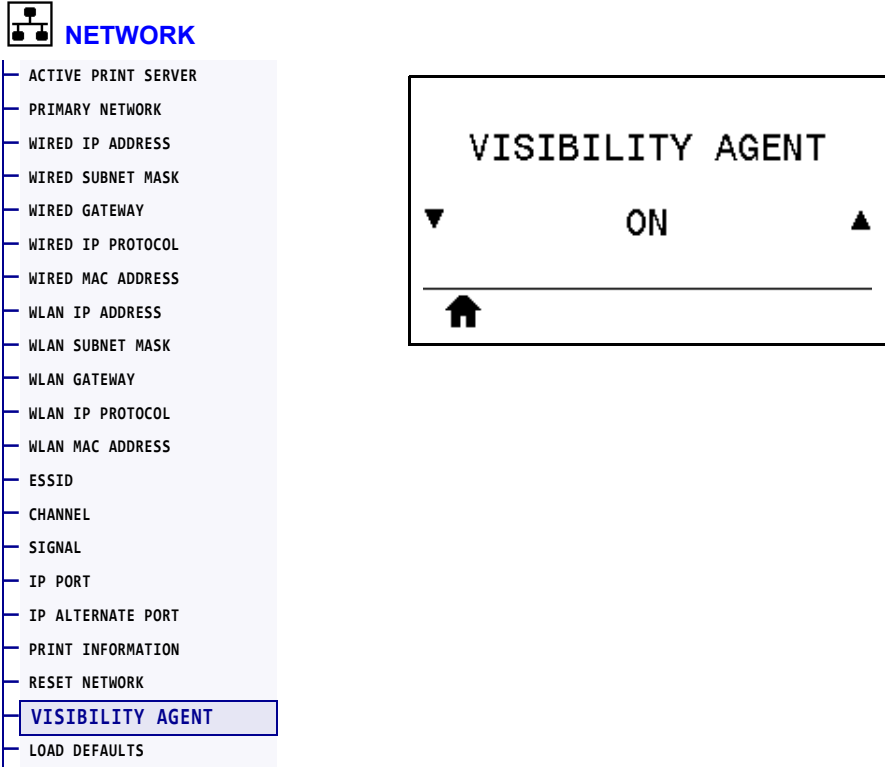 NETWORK
ACTIVE PRINT SERVER
PRIMARY NETWORK
WIRED IP ADDRESS
WIRED SUBNET MASK
WIRED GATEWAY
WIRED IP PROTOCOL
WIRED MAC ADDRESS
WLAN IP ADDRESS
WLAN SUBNET MASK
WLAN GATEWAY
WLAN IP PROTOCOL
WLAN MAC ADDRESS
ESSID
CHANNEL
SIGNAL
IP PORT
IP ALTERNATE PORT
PRINT INFORMATION
RESET NETWORK
VISIBILITY AGENT
LOAD DEFAULTS
VISIBILITY AGENT
ON